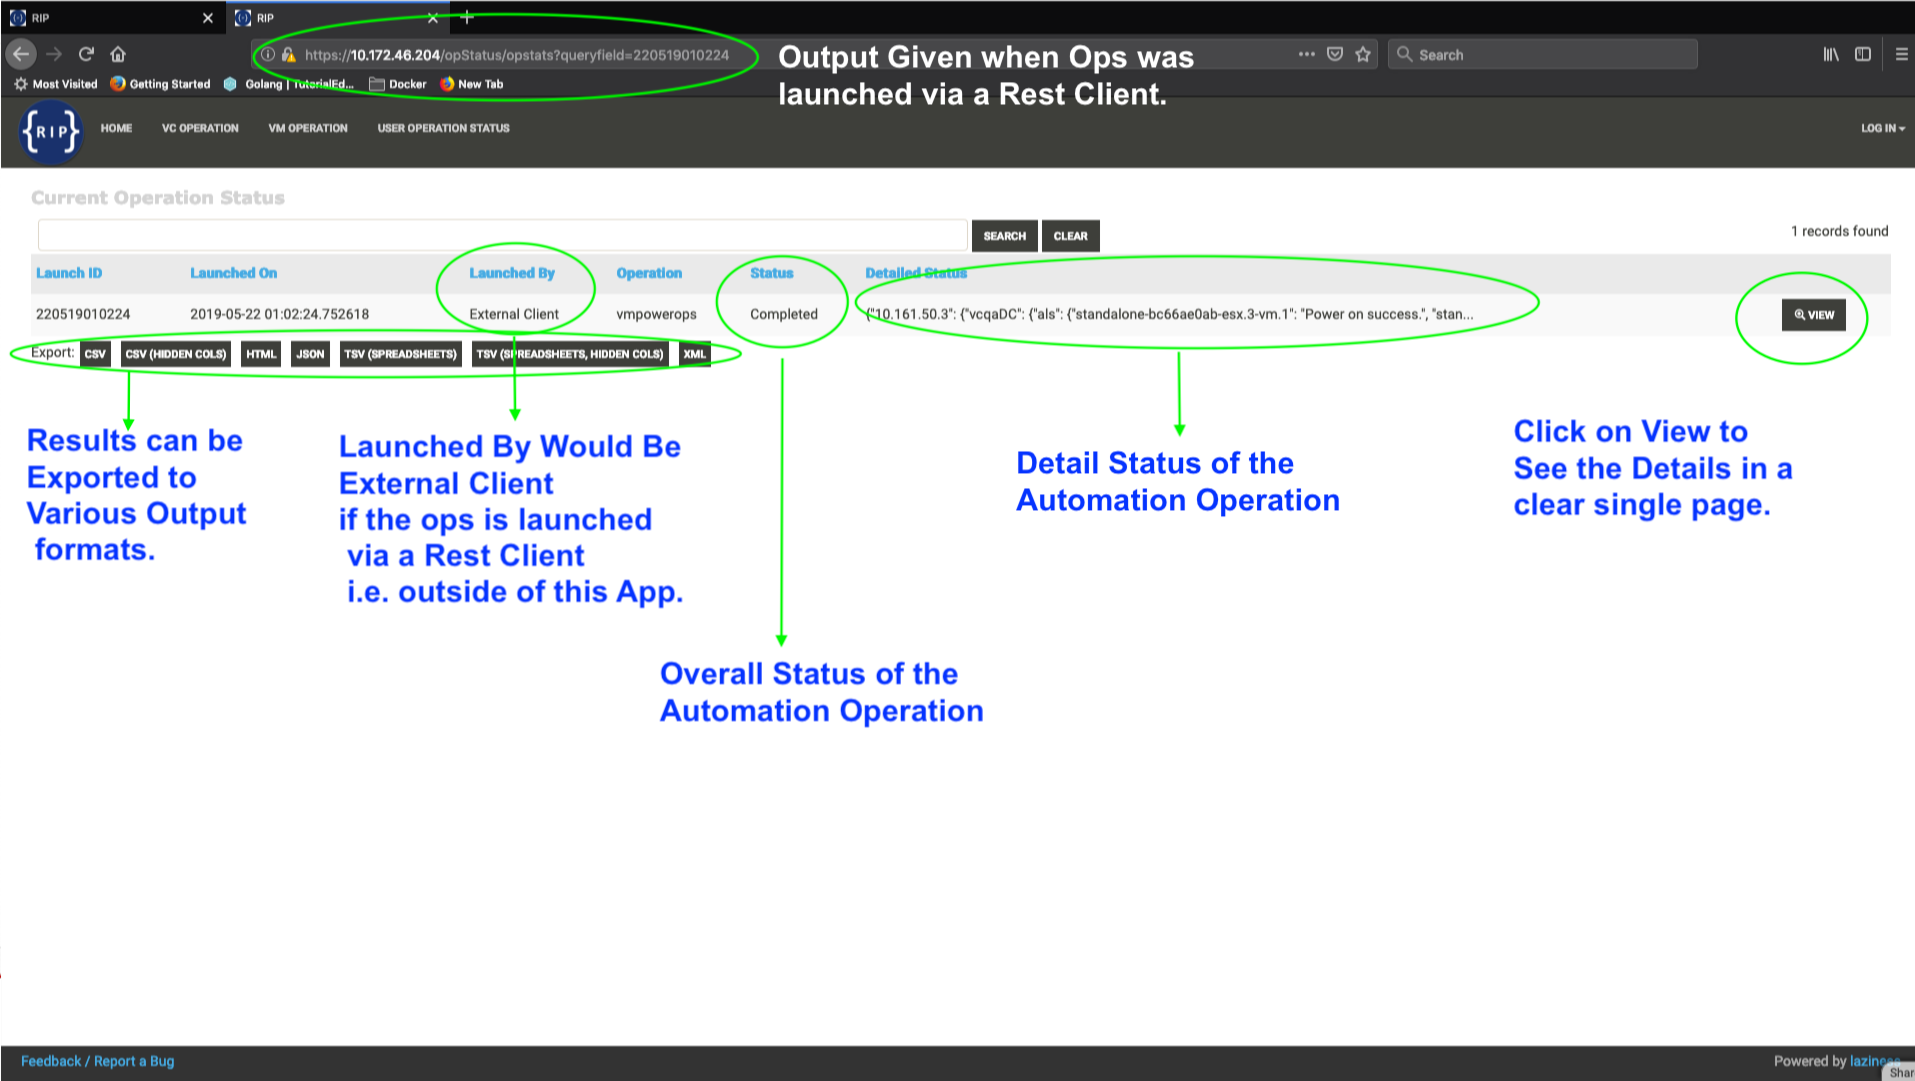 RIP
RIP
https://10.172.46.204/opStatus/opstats?queryfield=220519010224
Search
Output Given when Ops was
launched via a Rest Client.
Most Visited
Getting Started
Golang | TutorialEd...
Docker
New Tab
{RIP}
HOME
VC OPERATION
VM OPERATION
USER OPERATION STATUS
LOG IN
Current Operation Status
SEARCH
CLEAR
1 records found
Launch ID
Launched On
Launched By
Operation
Status
Detailed Status
220519010224
2019-05-22 01:02:24.752618
External Client
vmpowerops
Completed
{"10.161.50.3": {"vcqaDC": {"als": {"standalone-bc66ae0ab-esx.3-vm.1": "Power on success.", "stan...
VIEW
Export:
CSV
CSV (HIDDEN COLS)
HTML
JSON
TSV (SPREADSHEETS)
TSV (SPREADSHEETS, HIDDEN COLS)
XML
Results can be
Exported to
Various Output
formats.
Launched By Would Be
External Client
if the ops is launched
via a Rest Client
i.e. outside of this App.
Detail Status of the
Automation Operation
Click on View to
See the Details in a
clear single page.
Overall Status of the
Automation Operation
Feedback / Report a Bug
Powered by
Shar